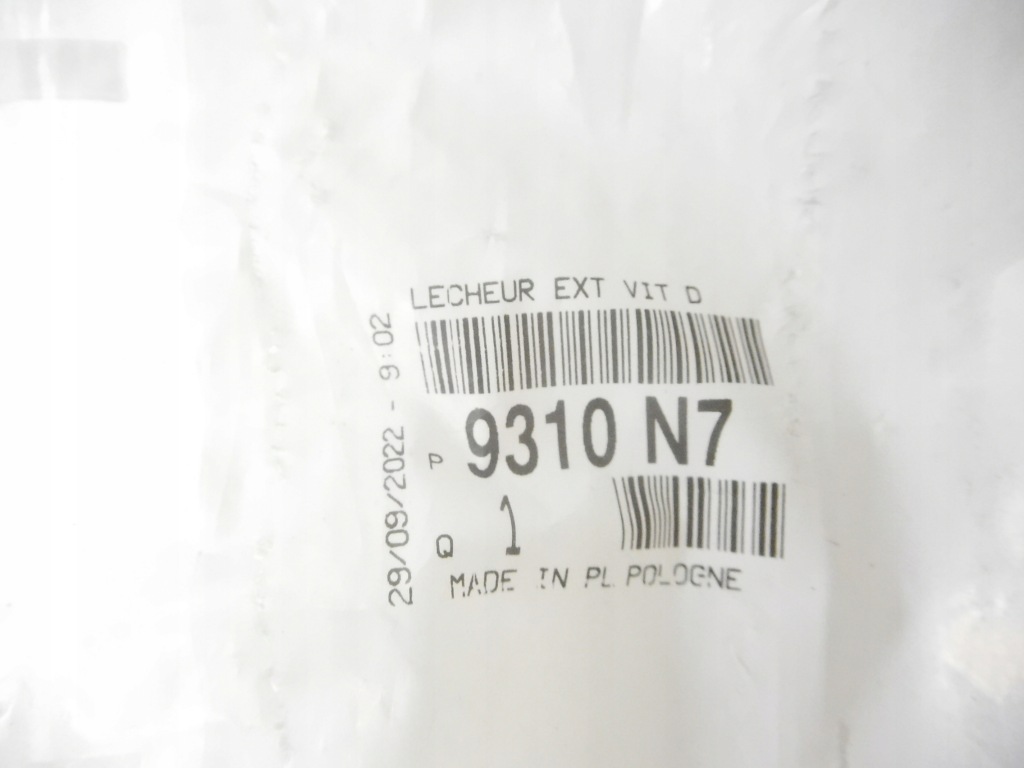 LECHEUR EXT VIT D
29/09/2022 - 9:02
P 9310 N7
Q 1
MADE IN PL POLOGNE